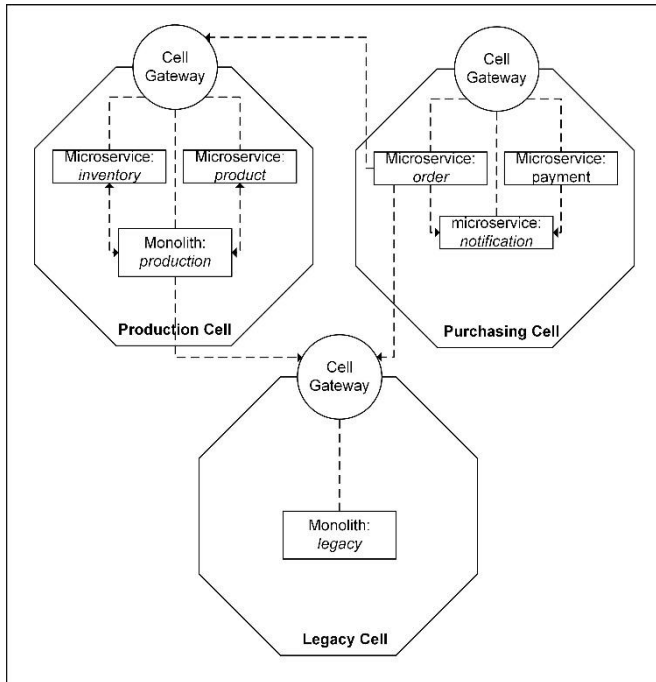 Cell
Gateway
Cell
Gateway
Microservice:
inventory
Microservice:
product
Microservice:
order
Microservice:
payment
Monolith:
production
microservice:
notification
Production Cell
Purchasing Cell
Cell
Gateway
Monolith:
legacy
Legacy Cell